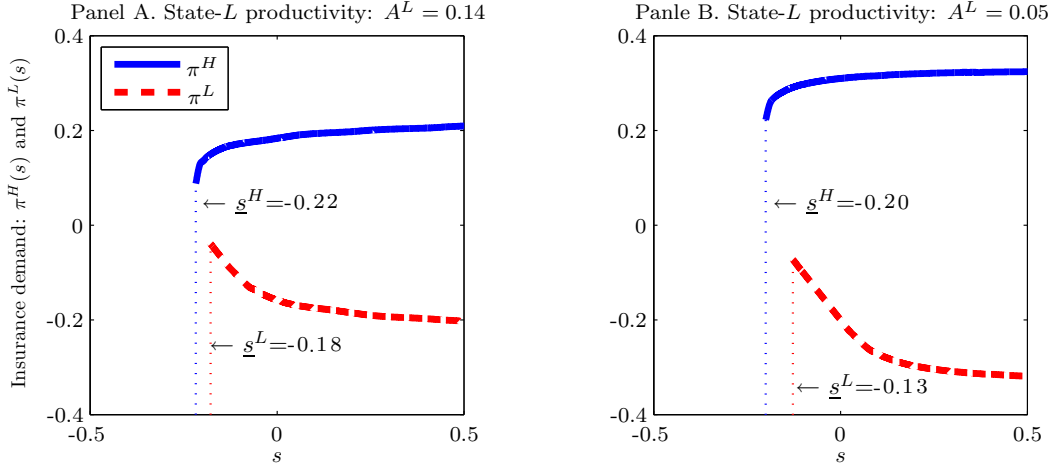 Panel A. State-L productivity: A^L = 0.14
Insurance demand: π^H(s) and π^L(s)
0.4
0.2
0
-0.2
-0.4
π^H
π^L
← s̲^H=-0.22
← s̲^L=-0.18
-0.5
0
0.5
s
Panle B. State-L productivity: A^L = 0.05
0.4
0.2
0
-0.2
-0.4
← s̲^H=-0.20
← s̲^L=-0.13
-0.5
0
0.5
s